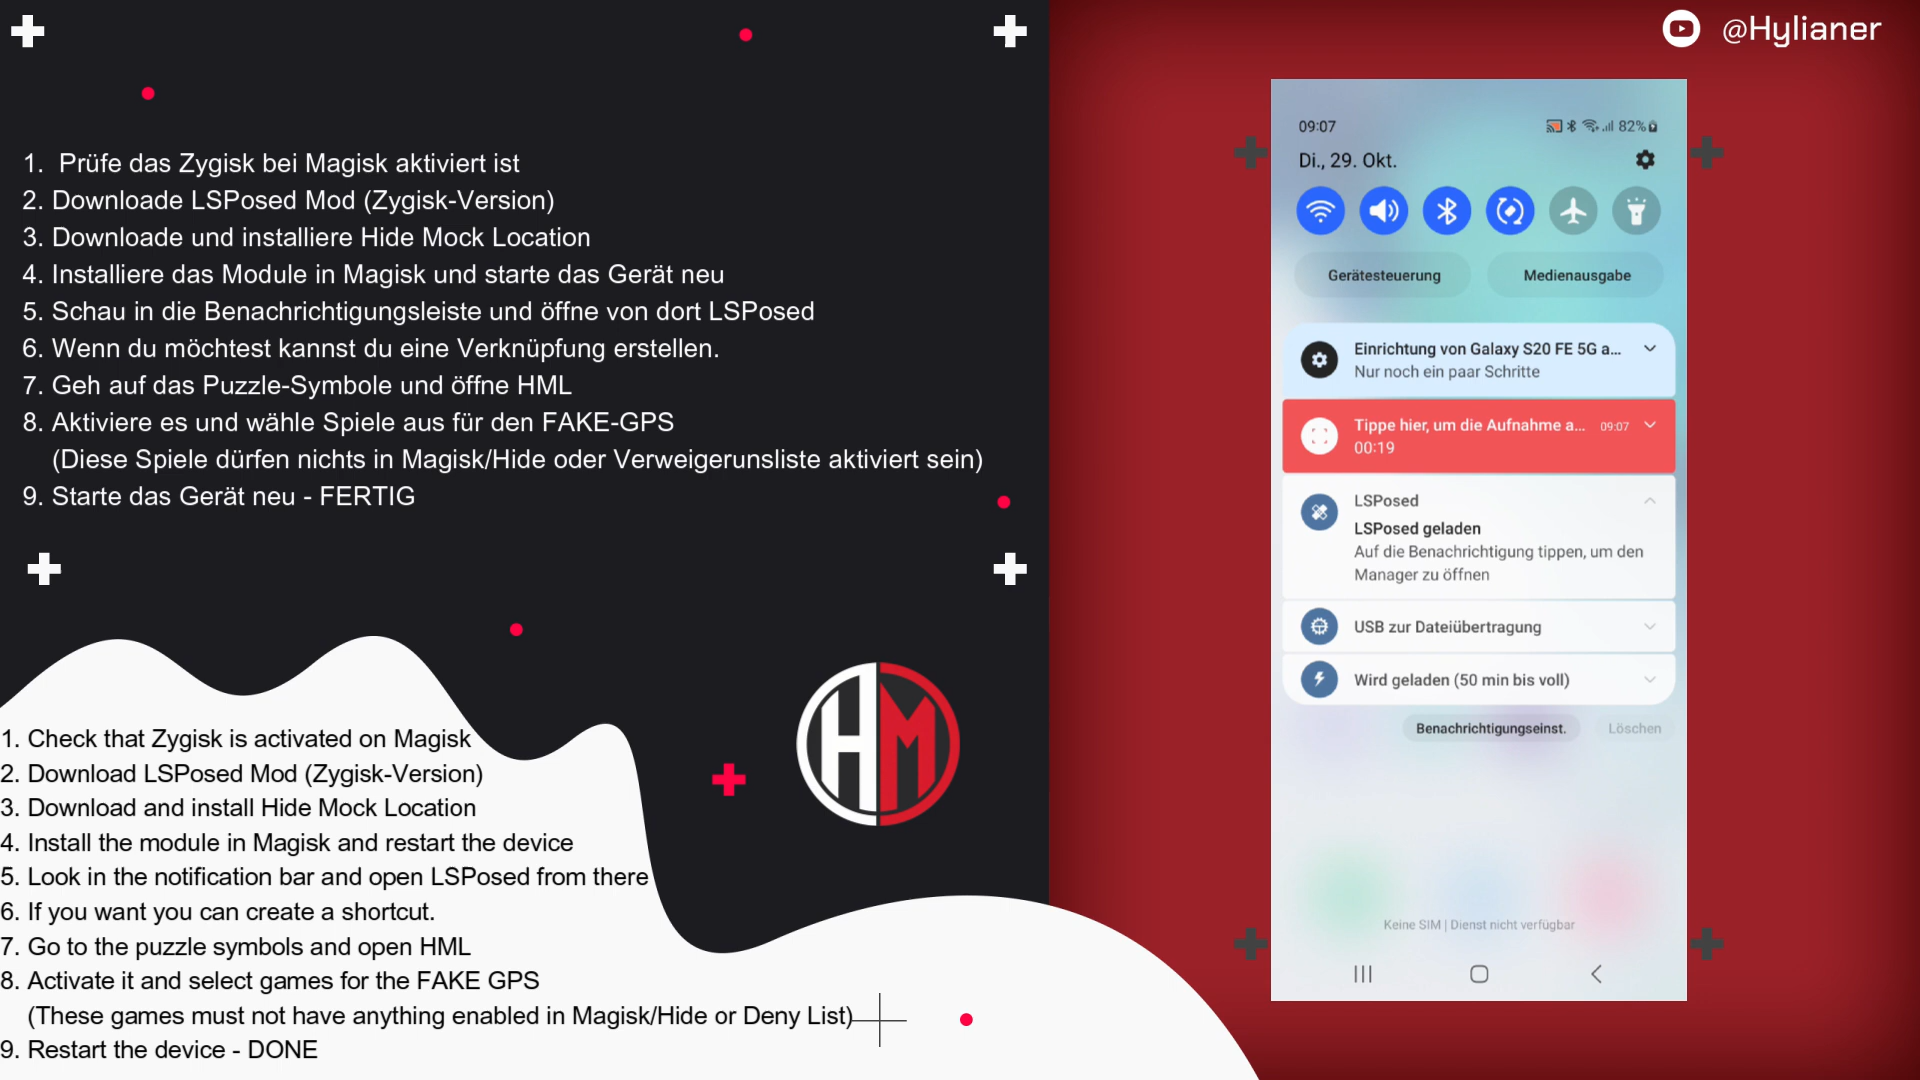 1.  Prüfe das Zygisk bei Magisk aktiviert ist
2. Downloade LSPosed Mod (Zygisk-Version)
3. Downloade und installiere Hide Mock Location
4. Installiere das Module in Magisk und starte das Gerät neu
5. Schau in die Benachrichtigungsleiste und öffne von dort LSPosed
6. Wenn du möchtest kannst du eine Verknüpfung erstellen.
7. Geh auf das Puzzle-Symbole und öffne HML
8. Aktiviere es und wähle Spiele aus für den FAKE-GPS
(Diese Spiele dürfen nichts in Magisk/Hide oder Verweigerunsliste aktiviert sein)
9. Starte das Gerät neu - FERTIG
HM
1. Check that Zygisk is activated on Magisk
2. Download LSPosed Mod (Zygisk-Version)
3. Download and install Hide Mock Location
4. Install the module in Magisk and restart the device
5. Look in the notification bar and open LSPosed from there
6. If you want you can create a shortcut.
7. Go to the puzzle symbols and open HML
8. Activate it and select games for the FAKE GPS
(These games must not have anything enabled in Magisk/Hide or Deny List)
9. Restart the device - DONE
@Hylianer
09:07 82%
Di., 29. Okt.
Gerätesteuerung Medienausgabe
Einrichtung von Galaxy S20 FE 5G a...
Nur noch ein paar Schritte
Tippe hier, um die Aufnahme a... 09:07
00:19
LSPosed
LSPosed geladen
Auf die Benachrichtigung tippen, um den
Manager zu öffnen
USB zur Dateiübertragung
Wird geladen (50 min bis voll)
Benachrichtigungseinst. Löschen
Keine SIM | Dienst nicht verfügbar